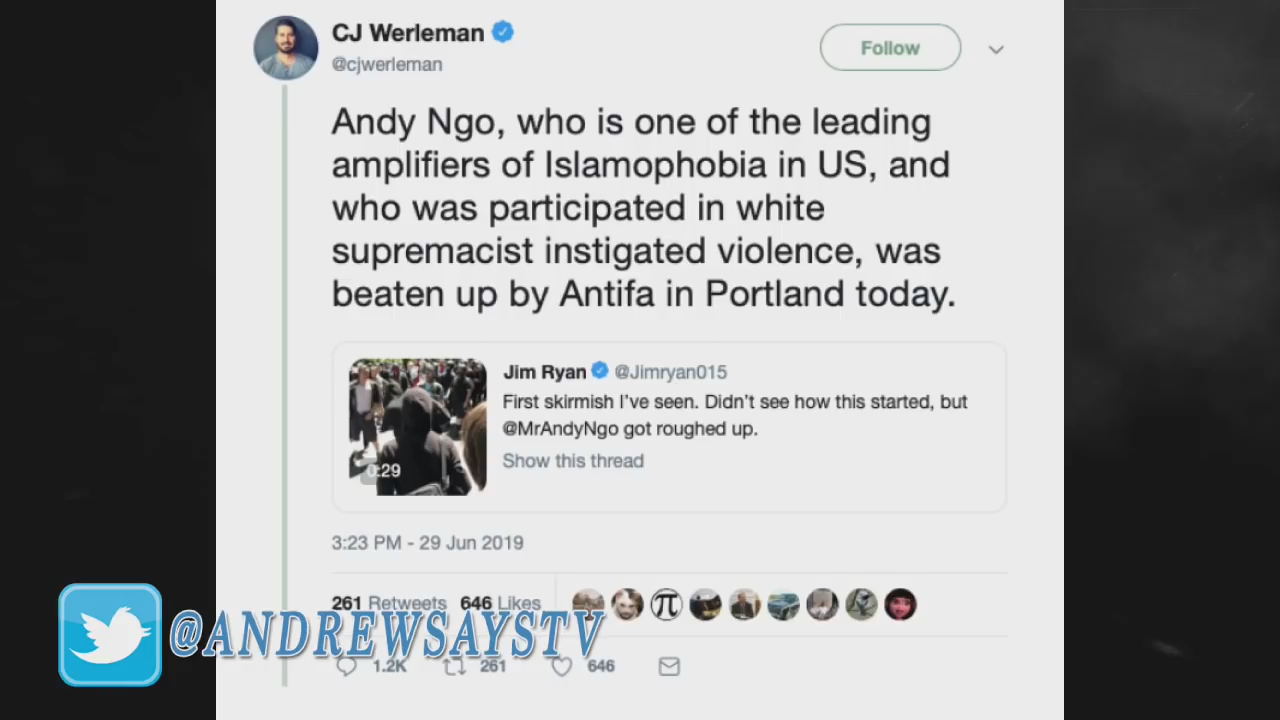 CJ Werleman
@cjwerleman
Follow
Andy Ngo, who is one of the leading
amplifiers of Islamophobia in US, and
who was participated in white
supremacist instigated violence, was
beaten up by Antifa in Portland today.
Jim Ryan @Jimryan015
First skirmish I've seen. Didn't see how this started, but
@MrAndyNgo got roughed up.
Show this thread
0:29
3:23 PM - 29 Jun 2019
261 Retweets 646 Likes
@ANDREWSAYSTV
1.2K 261 646